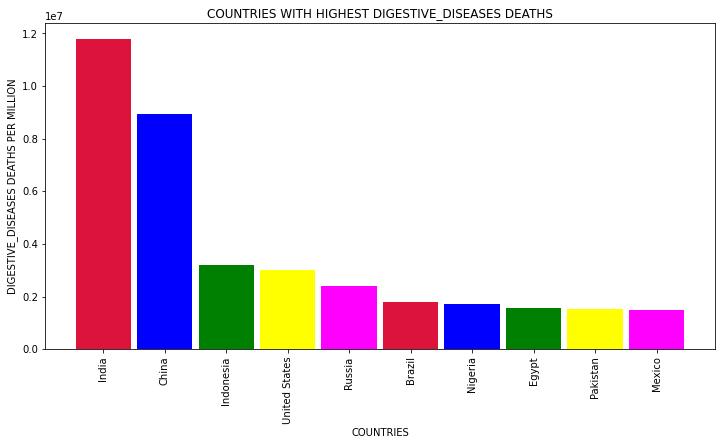 COUNTRIES WITH HIGHEST DIGESTIVE_DISEASES DEATHS
1e7
1.2
1.0
0.8
0.6
0.4
0.2
0.0
DIGESTIVE_DISEASES DEATHS PER MILLION
India
China
Indonesia
United States
Russia
Brazil
Nigeria
Egypt
Pakistan
Mexico
COUNTRIES